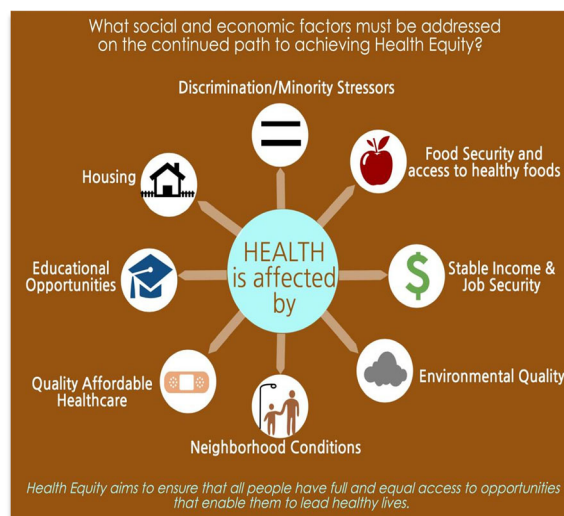 What social and economic factors must be addressed
on the continued path to achieving Health Equity?
Discrimination/Minority Stressors
Food Security and
access to healthy foods
Housing
HEALTH
is affected
by
Educational
Opportunities
$
Stable Income &
Job Security
Quality Affordable
Healthcare
Environmental Quality
Neighborhood Conditions
Health Equity aims to ensure that all people have full and equal access to opportunities
that enable them to lead healthy lives.